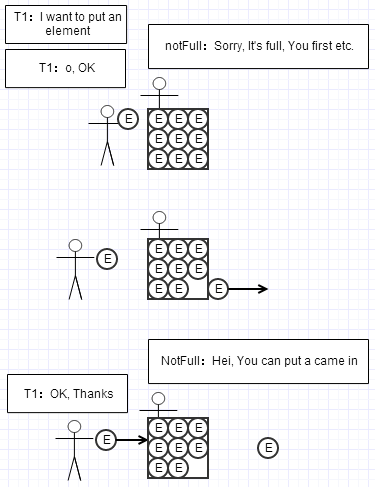 T1: I want to put an
element
notFull: Sorry, It's full, You first etc.
T1: o, OK
E
E E E
E E E
E E E
E
E E E
E E E
E E
E
NotFull: Hei, You can put a came in
T1: OK, Thanks
E
E E E
E E E
E E
E